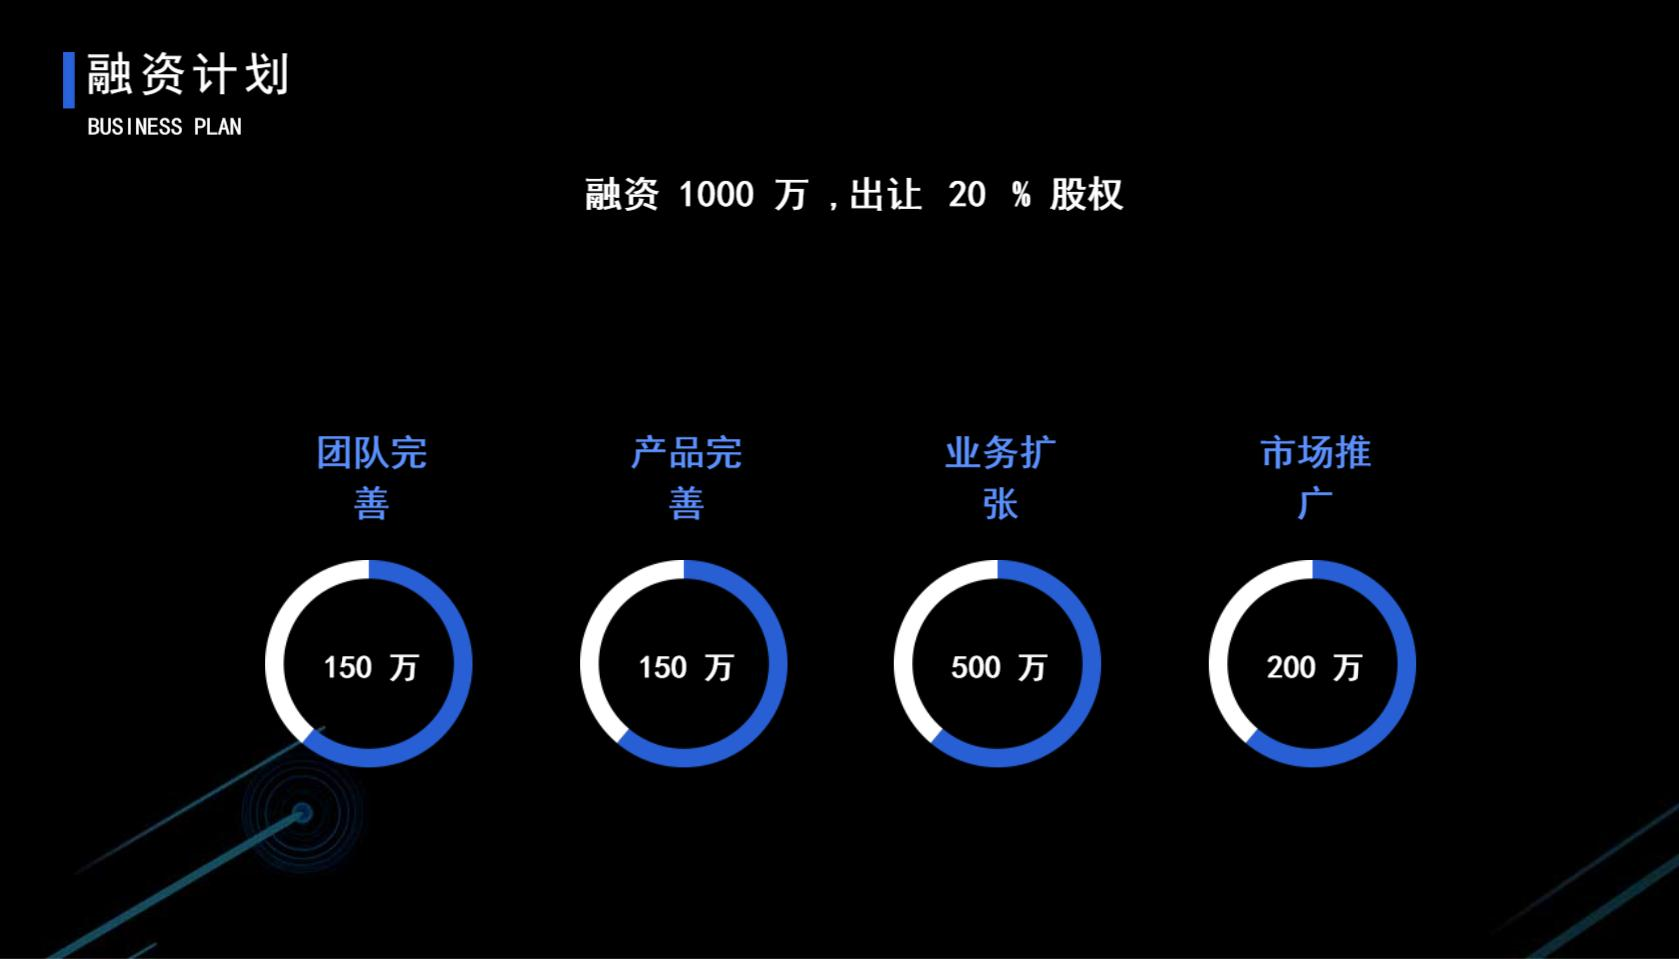 融资计划
BUSINESS PLAN
融资 1000 万 ,出让 20 % 股权
团队完
善
产品完
善
业务扩
张
市场推
广
150 万
150 万
500 万
200 万